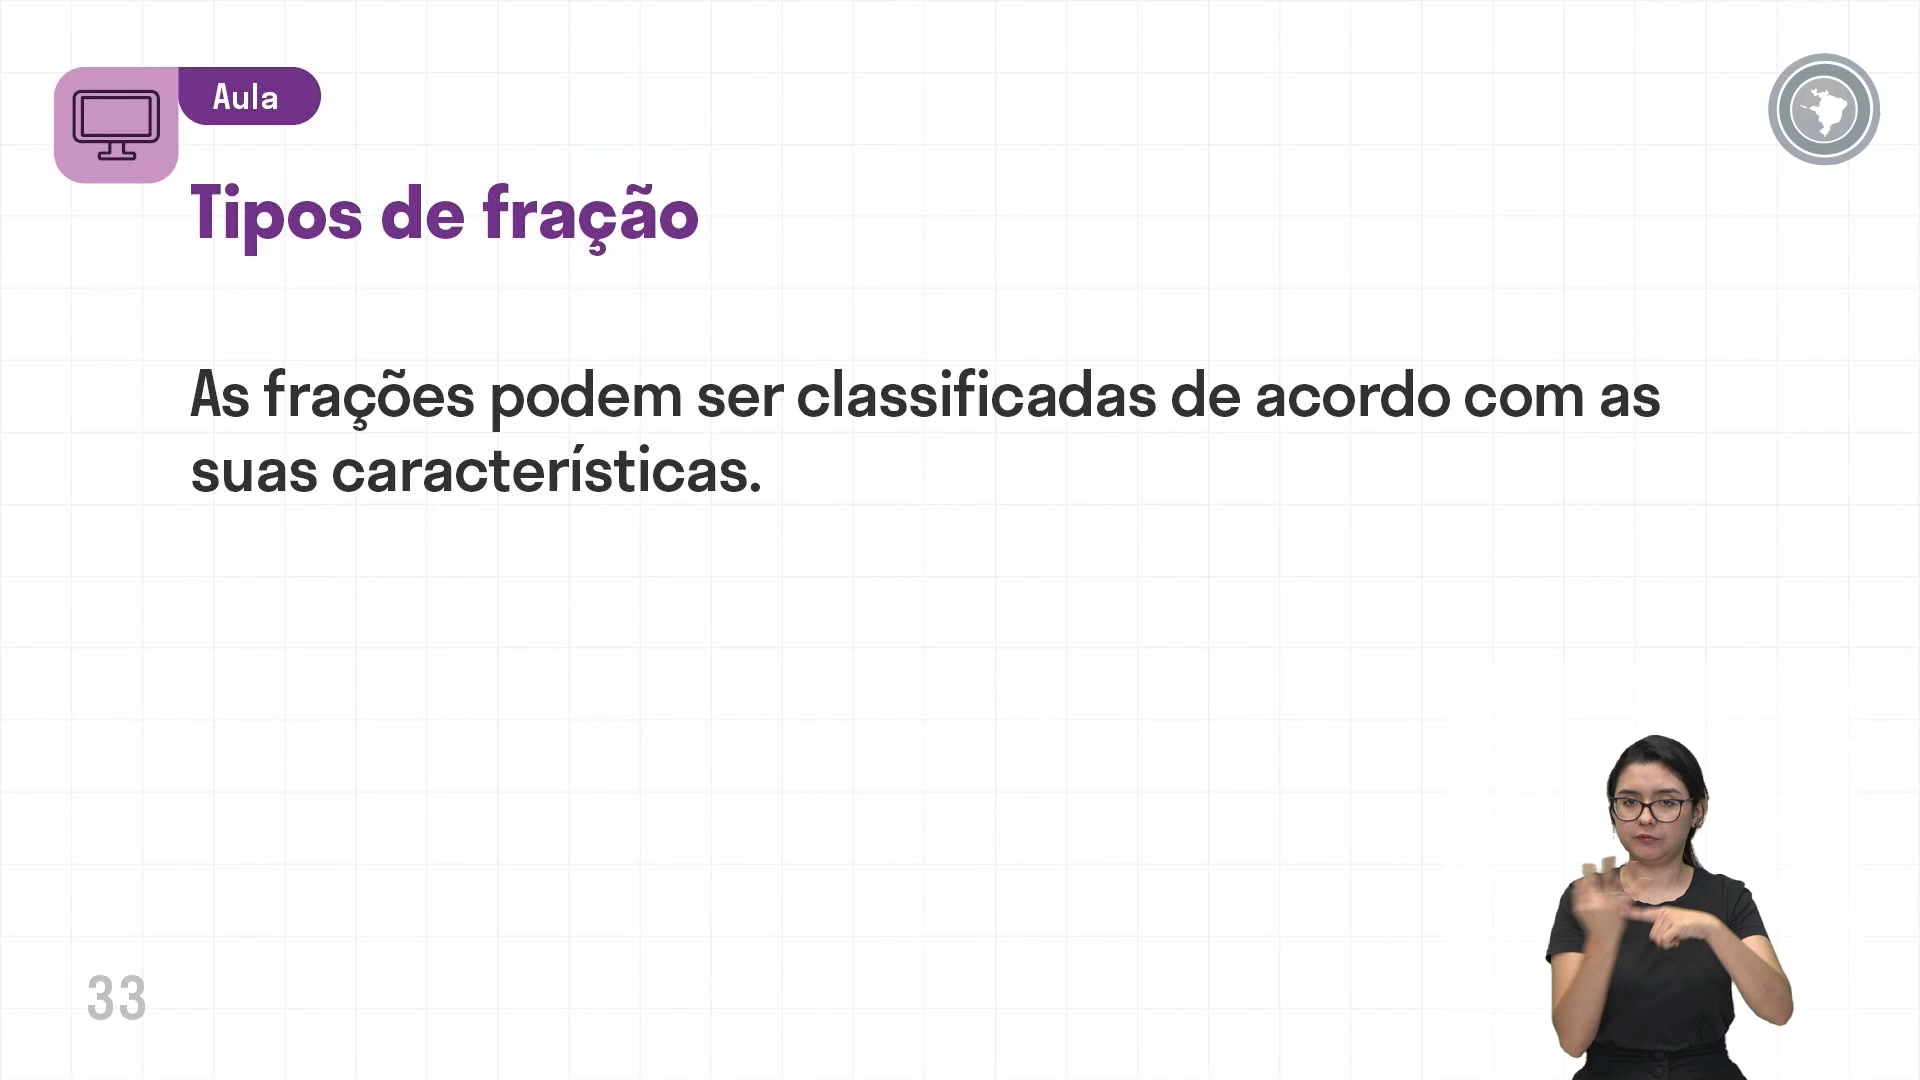 Aula
Tipos de fração
As frações podem ser classificadas de acordo com as
suas características.
33